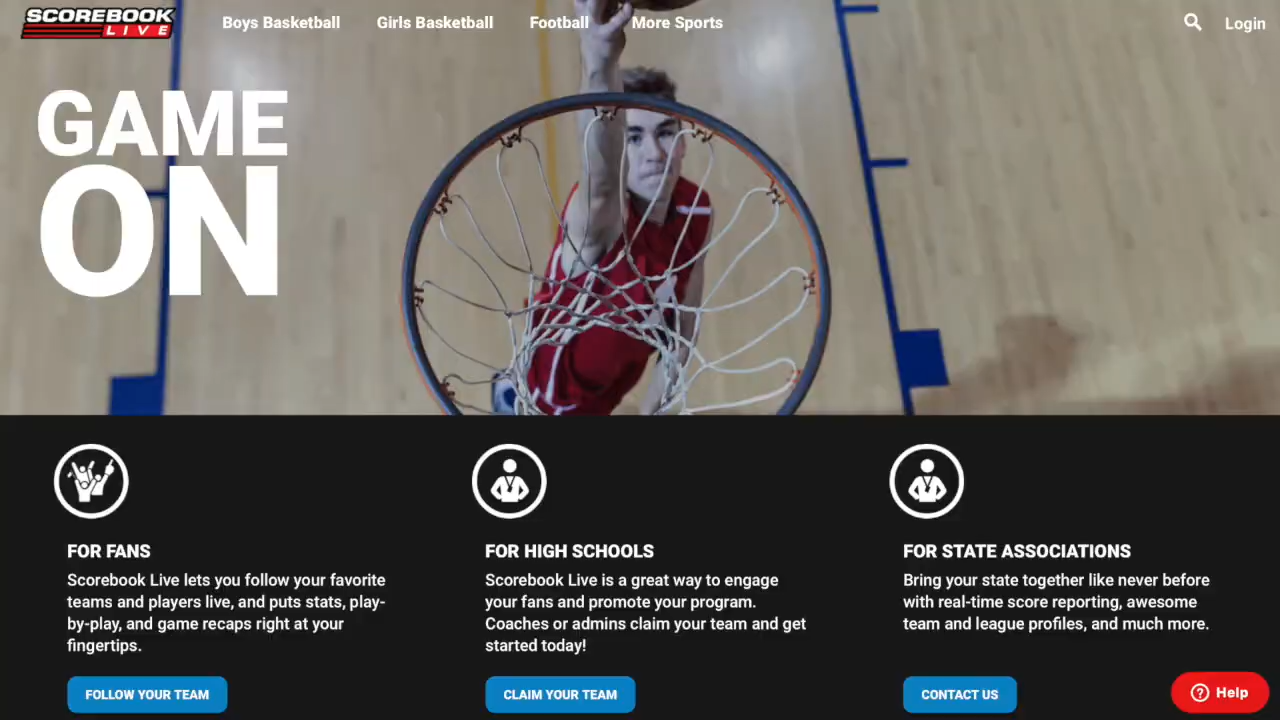 SCOREBOOK
LIVE
Boys Basketball
Girls Basketball
Football
More Sports
Login
GAME
ON
FOR FANS
Scorebook Live lets you follow your favorite
teams and players live, and puts stats, play-
by-play, and game recaps right at your
fingertips.
FOLLOW YOUR TEAM
FOR HIGH SCHOOLS
Scorebook Live is a great way to engage
your fans and promote your program.
Coaches or admins claim your team and get
started today!
CLAIM YOUR TEAM
FOR STATE ASSOCIATIONS
Bring your state together like never before
with real-time score reporting, awesome
team and league profiles, and much more.
CONTACT US
Help